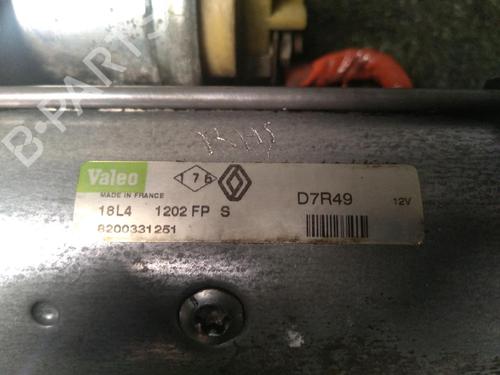 B-PARTS
Valeo
176
MADE IN FRANCE
D7R49
12V
18L4 1202 FP S
8200331251